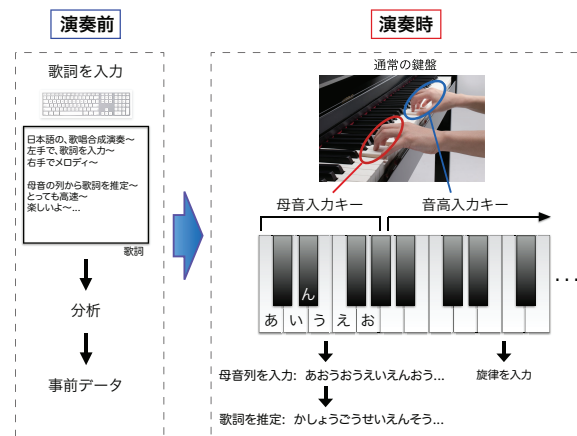 演奏前
歌詞を入力
日本語の、歌唱合成演奏〜
左手で、歌詞を入力〜
右手でメロディ〜
母音の列から歌詞を推定〜
とっても高速〜
楽しいよ〜...
歌詞
分析
事前データ
演奏時
通常の鍵盤
母音入力キー
音高入力キー
ん
あ い う え お
...
母音列を入力: あおうおうえいえんおう...
旋律を入力
歌詞を推定: かしょうごうせいえんそう...